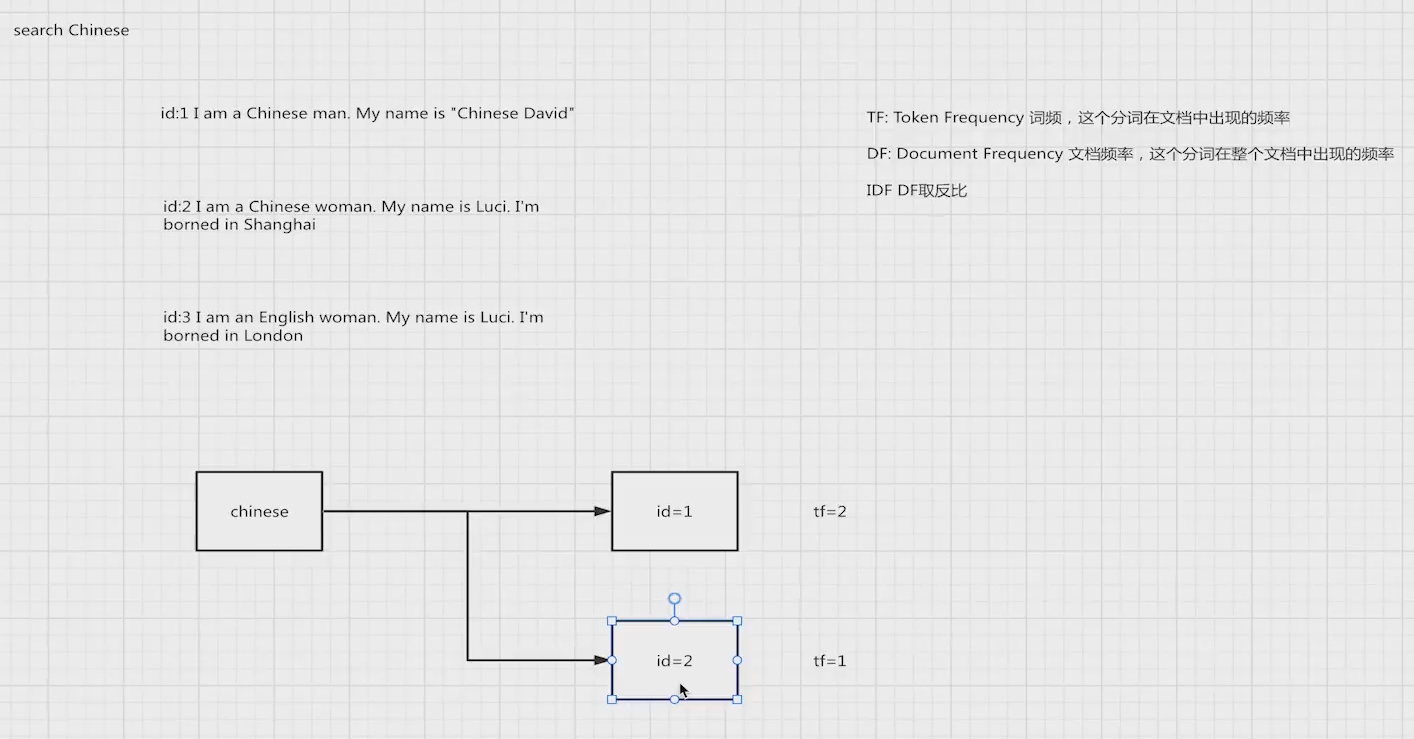 search Chinese
id:1 I am a Chinese man. My name is "Chinese David"
id:2 I am a Chinese woman. My name is Luci. I'm
borned in Shanghai
id:3 I am an English woman. My name is Luci. I'm
borned in London
TF: Token Frequency 词频，这个分词在文档中出现的频率
DF: Document Frequency 文档频率，这个分词在整个文档中出现的频率
IDF DF取反比
chinese
id=1
tf=2
id=2
tf=1